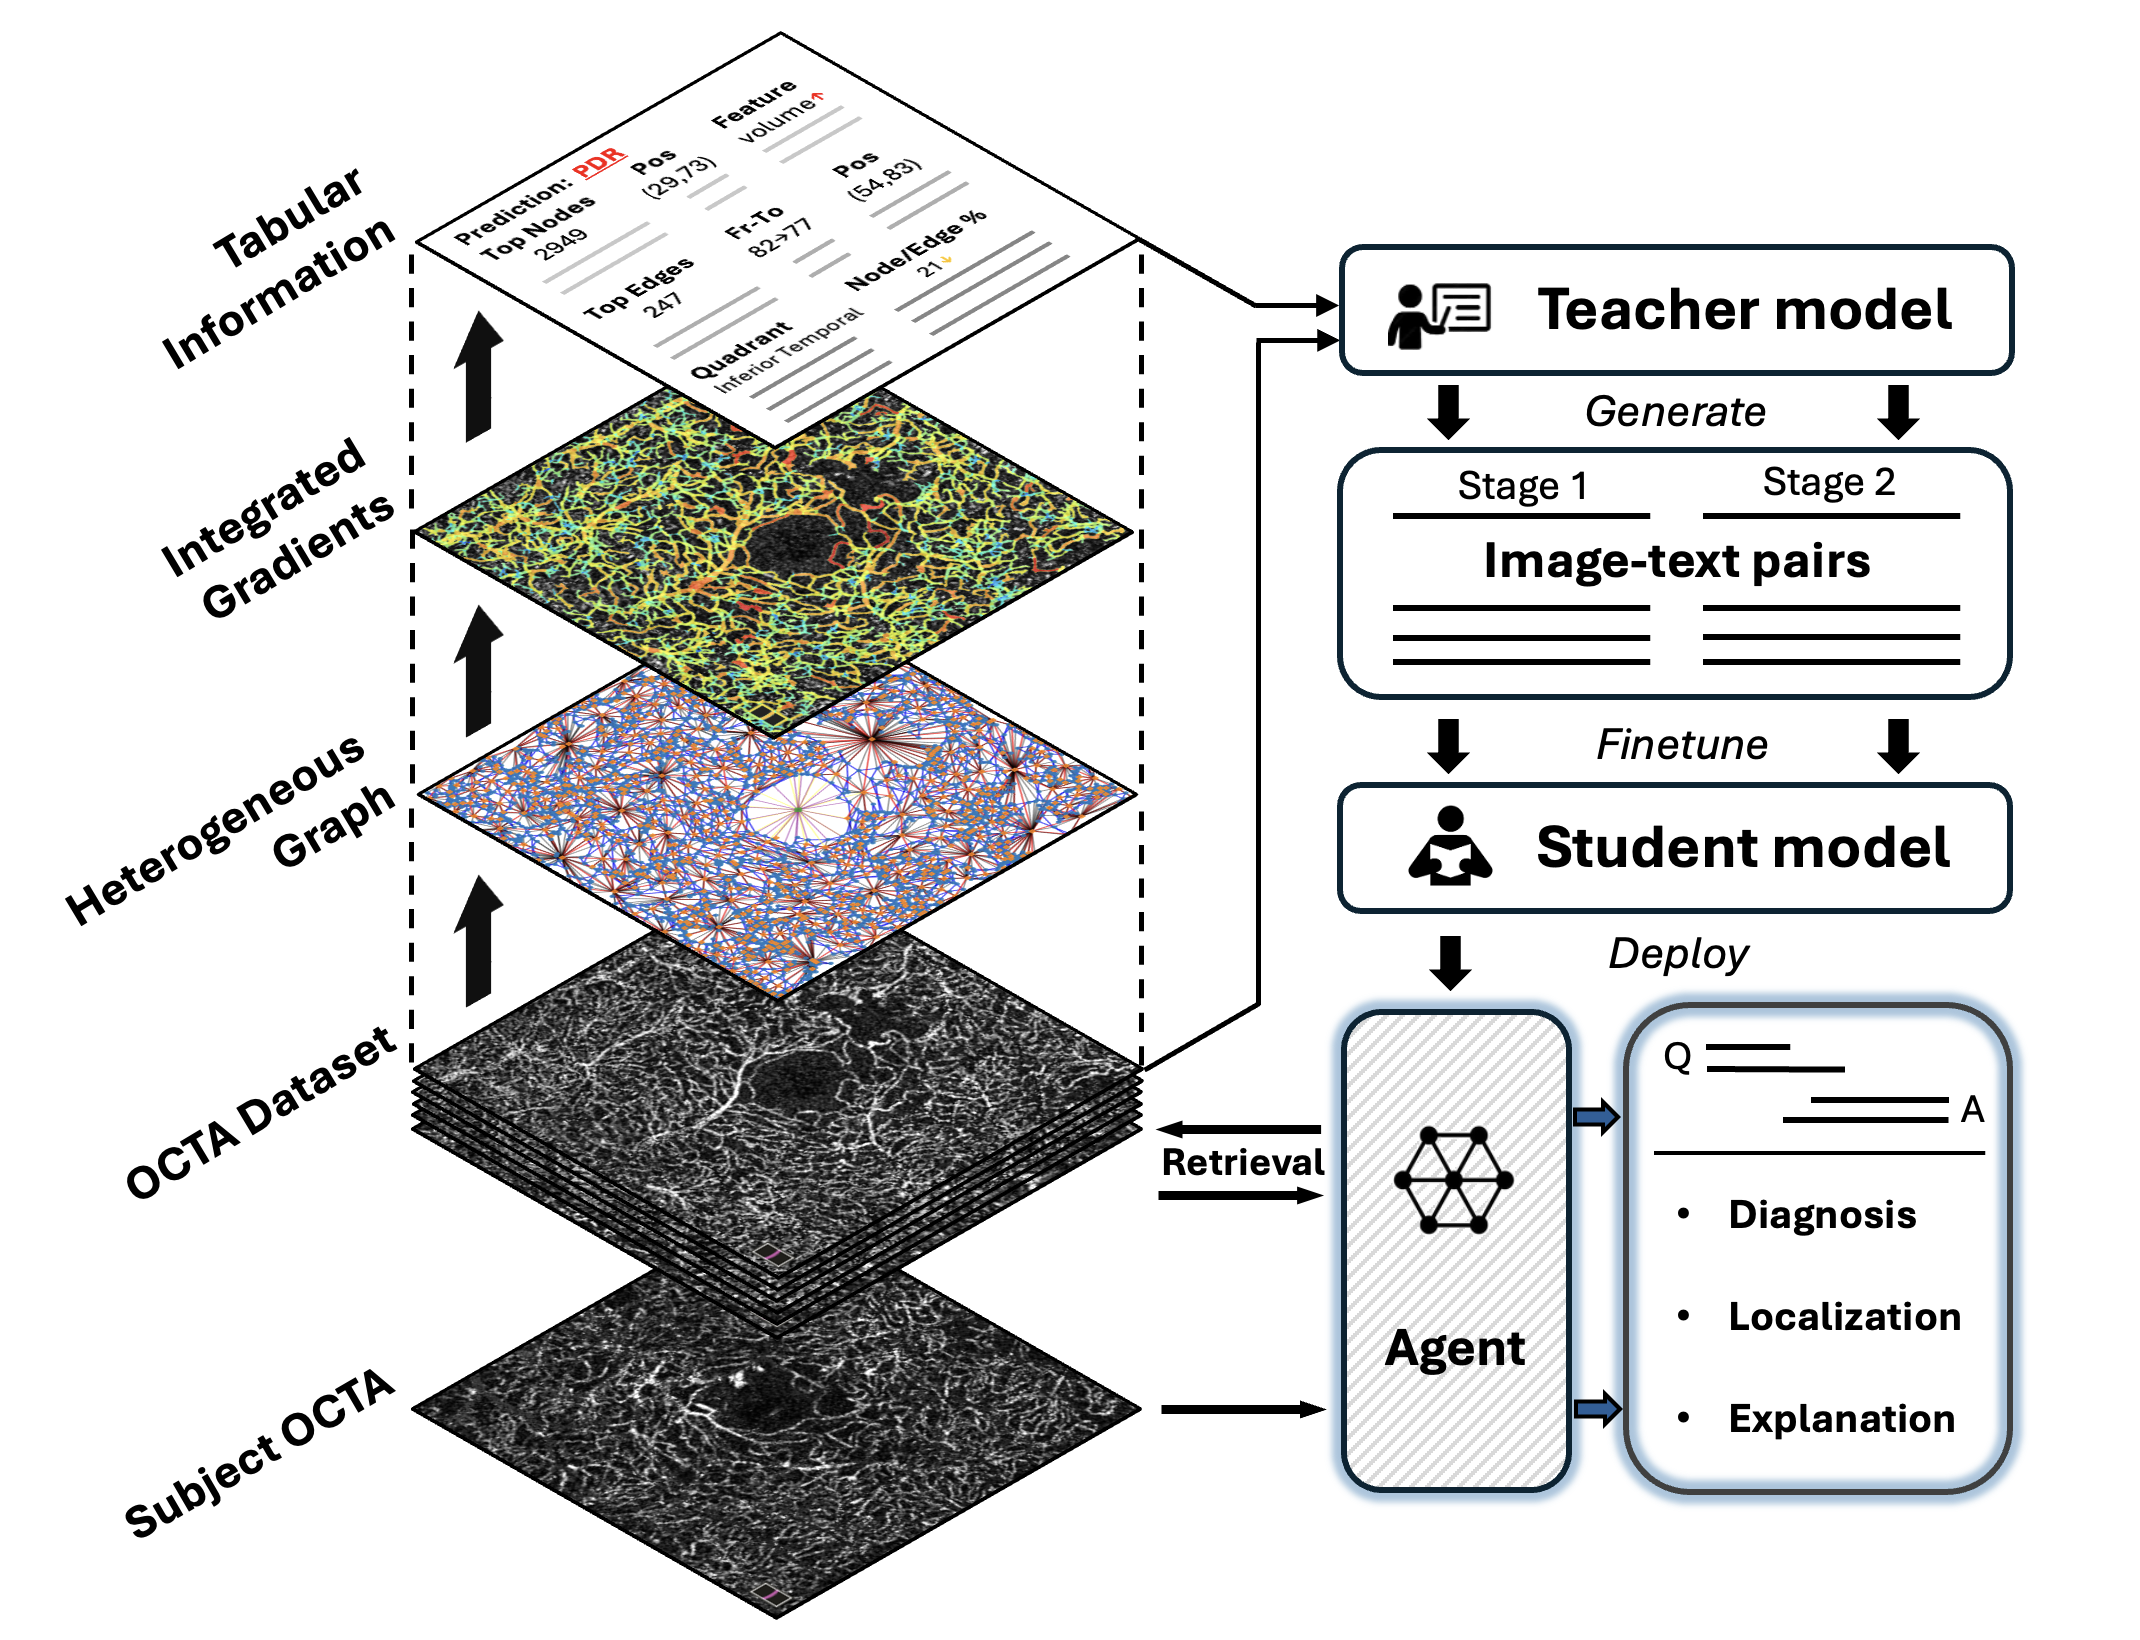 Tabular
Information
Prediction: PDR
Top Nodes
2949
Pos
(29,73)
Feature
volume↑
Top Edges
247
Fr-To
82→77
Pos
(54,83)
Quadrant
Inferior Temporal
Node/Edge %
21↓
Integrated
Gradients
Heterogeneous
Graph
OCTA Dataset
Subject OCTA
Teacher model
Generate
Stage 1
Stage 2
Image-text pairs
Finetune
Student model
Deploy
Retrieval
Agent
Q
A
• Diagnosis
• Localization
• Explanation